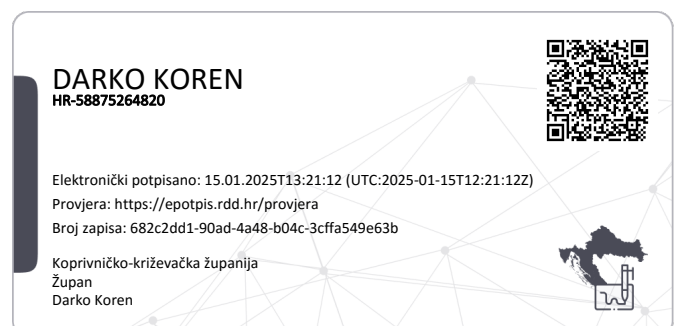 DARKO KOREN
HR-58875264820
Elektronički potpisano: 15.01.2025T13:21:12 (UTC:2025-01-15T12:21:12Z)
Provjera: https://epotpis.rdd.hr/provjera
Broj zapisa: 682c2dd1-90ad-4a48-b04c-3cffa549e63b
Koprivničko-križevačka županija
Župan
Darko Koren